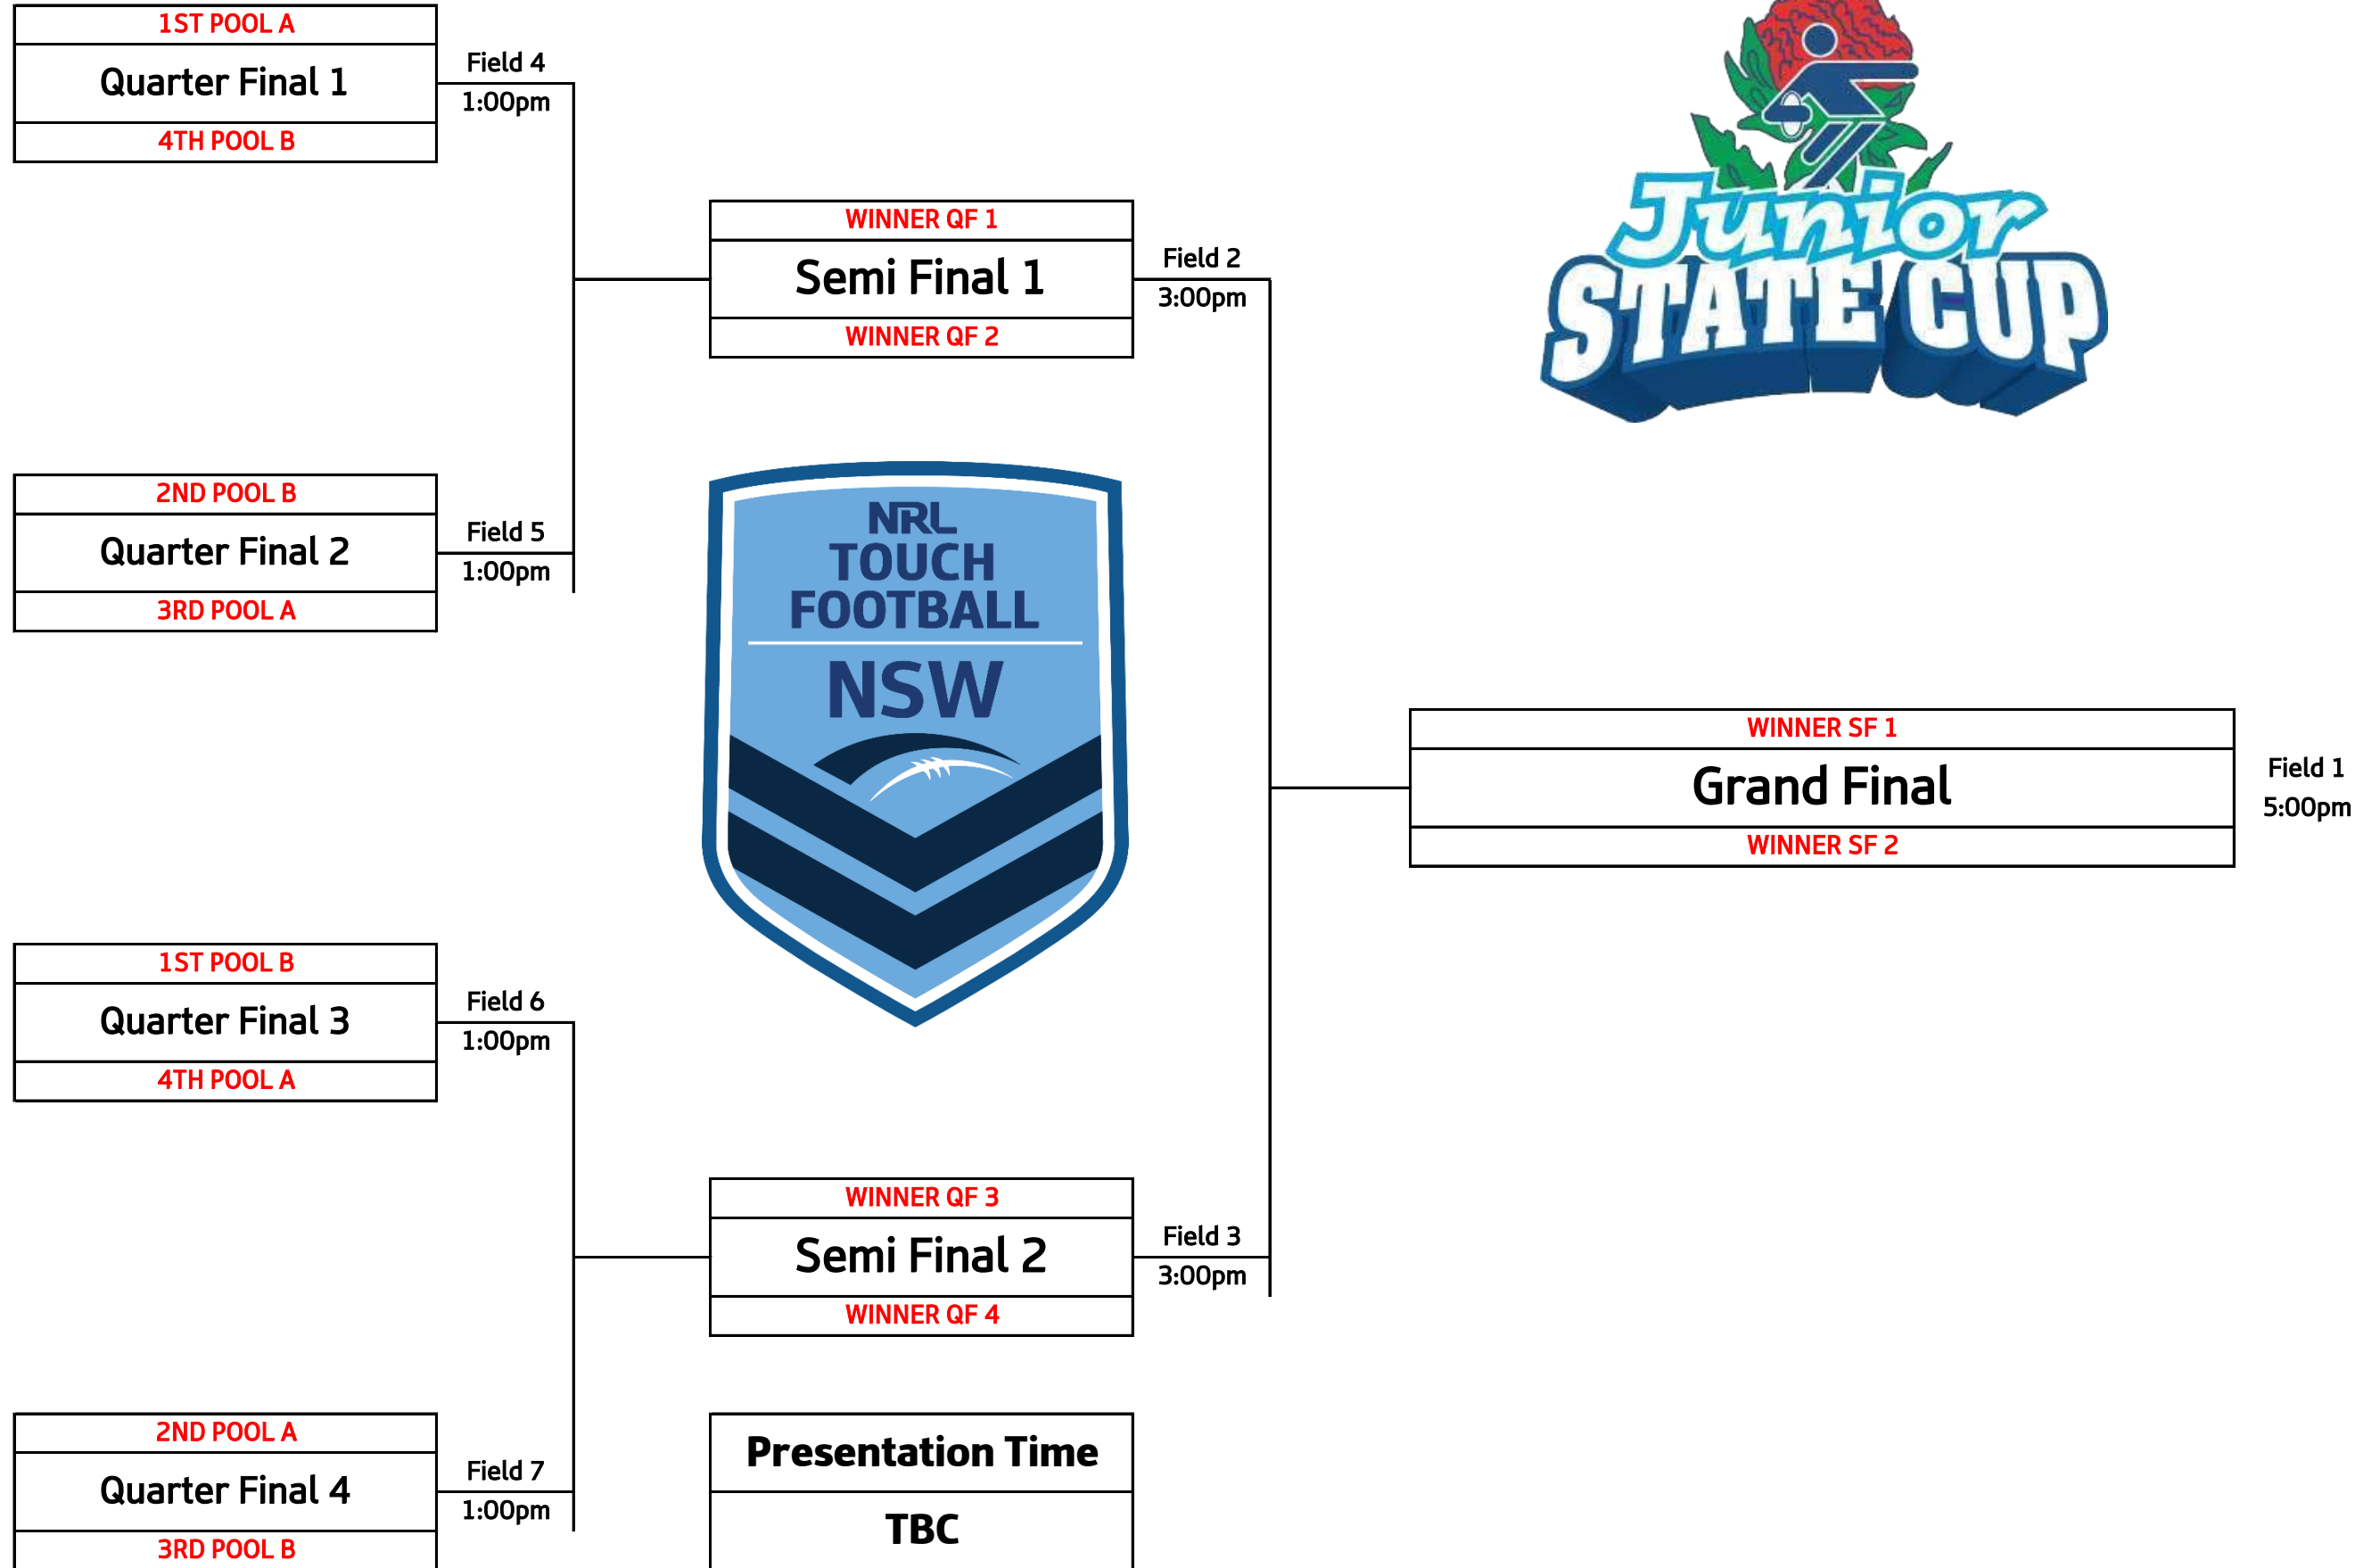 1ST POOL A
Quarter Final 1
4TH POOL B
Field 4
1:00pm
WINNER QF 1
Semi Final 1
WINNER QF 2
Field 2
3:00pm
Junior
STATE CUP
2ND POOL B
Quarter Final 2
3RD POOL A
Field 5
1:00pm
NRL
TOUCH
FOOTBALL
NSW
WINNER SF 1
Grand Final
WINNER SF 2
Field 1
5:00pm
1ST POOL B
Quarter Final 3
4TH POOL A
Field 6
1:00pm
WINNER QF 3
Semi Final 2
WINNER QF 4
Field 3
3:00pm
2ND POOL A
Quarter Final 4
3RD POOL B
Field 7
1:00pm
Presentation Time
TBC